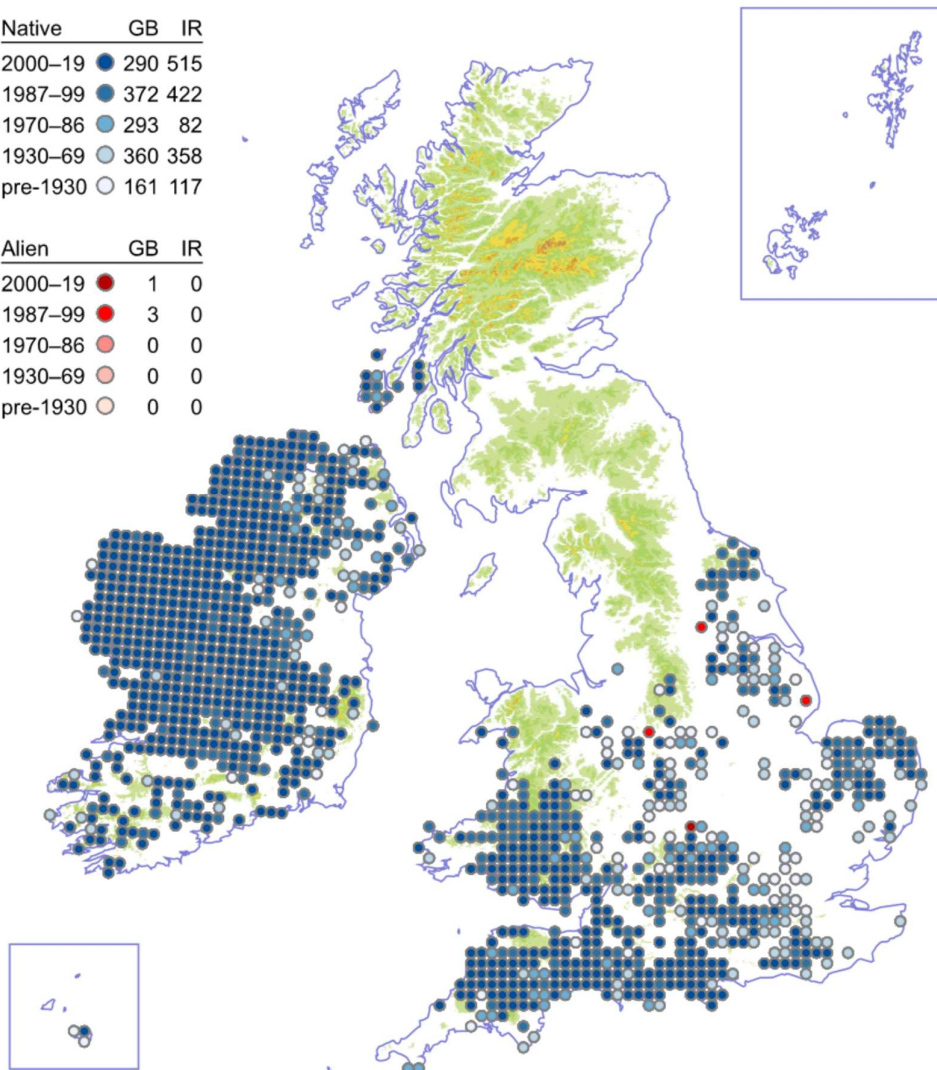 Native GB IR
2000–19 290 515
1987–99 372 422
1970–86 293 82
1930–69 360 358
pre-1930 161 117
Alien GB IR
2000–19 1 0
1987–99 3 0
1970–86 0 0
1930–69 0 0
pre-1930 0 0